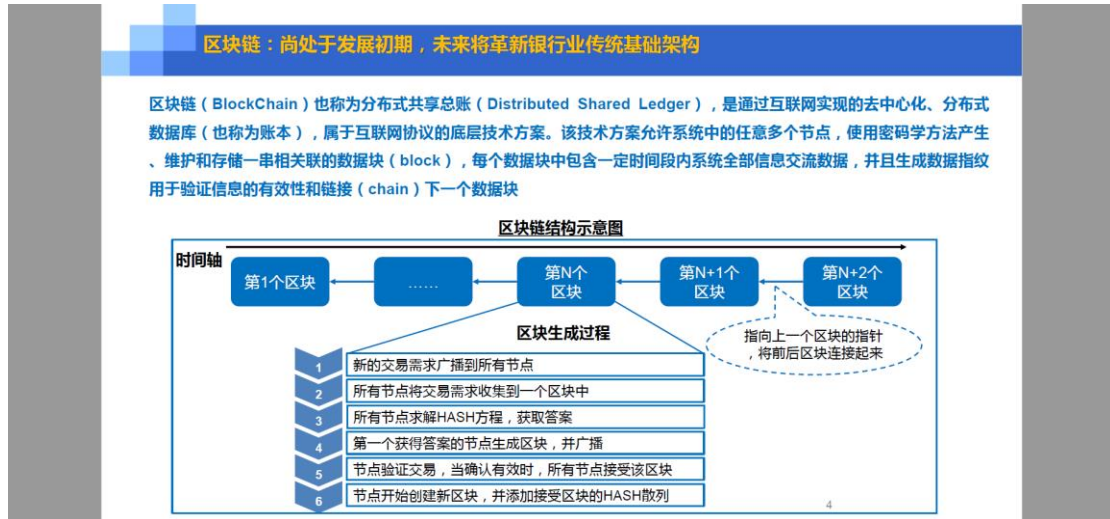 区块链：尚处于发展初期，未来将革新银行业传统基础架构
区块链（BlockChain）也称为分布式共享总账（Distributed Shared Ledger），是通过互联网实现的去中心化、分布式
数据库（也称为账本），属于互联网协议的底层技术方案。该技术方案允许系统中的任意多个节点，使用密码学方法产生
、维护和存储一串相关联的数据块（block），每个数据块中包含一定时间段内系统全部信息交流数据，并且生成数据指纹
用于验证信息的有效性和链接（chain）下一个数据块
区块链结构示意图
时间轴
第1个区块
……
第N个
区块
第N+1个
区块
第N+2个
区块
指向上一个区块的指针
，将前后区块连接起来
区块生成过程
1 新的交易需求广播到所有节点
2 所有节点将交易需求收集到一个区块中
3 所有节点求解HASH方程，获取答案
4 第一个获得答案的节点生成区块，并广播
5 节点验证交易，当确认有效时，所有节点接受该区块
6 节点开始创建新区块，并添加接受区块的HASH散列
4